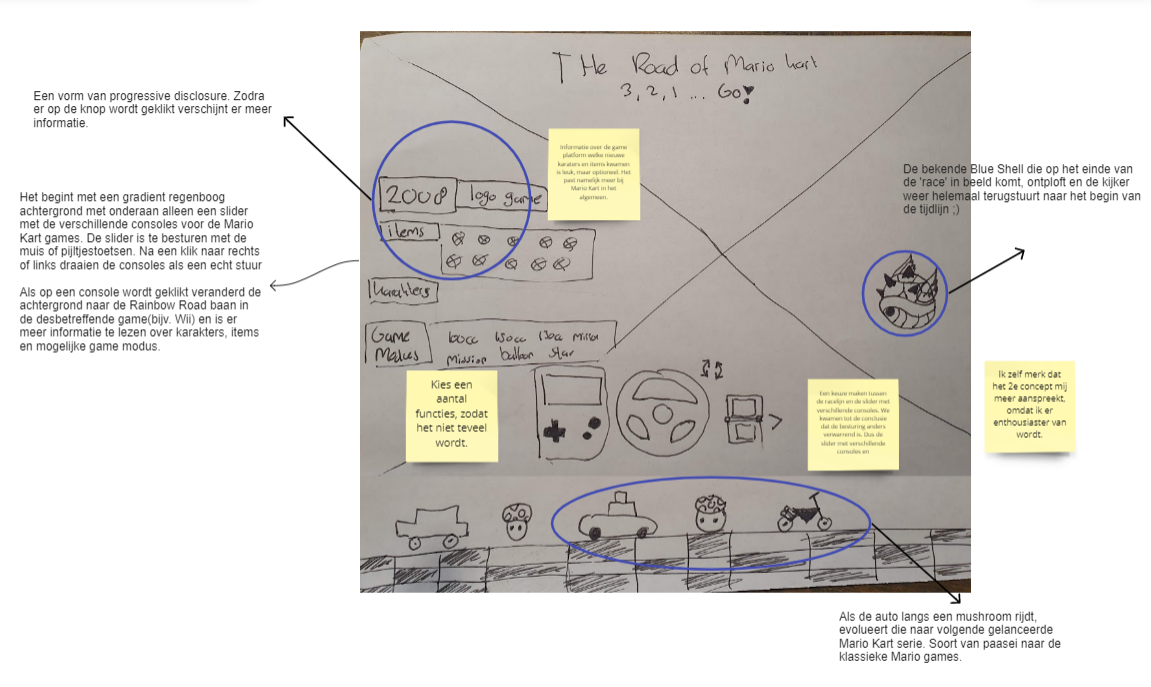 THe Road of Mario kart
3, 2, 1 ... Go!
Een vorm van progressive disclosure. Zodra
er op de knop wordt geklikt verschijnt er meer
informatie.
Informatie over de game
platform welke nieuwe
karaters en items kwamen
is leuk, maar optioneel. Het
past namelijk meer bij
Mario Kart in het
algemeen.
De bekende Blue Shell die op het einde van
de 'race' in beeld komt, ontploft en de kijker
weer helemaal terugstuurt naar het begin van
de tijdlijn ;)
Het begint met een gradient regenboog
achtergrond met onderaan alleen een slider
met de verschillende consoles voor de Mario
Kart games. De slider is te besturen met de
muis of pijltjestoetsen. Na een klik naar rechts
of links draaien de consoles als een echt stuur
Als op een console wordt geklikt veranderd de
achtergrond naar de Rainbow Road baan in
de desbetreffende game(bijv. Wii) en is er
meer informatie te lezen over karakters, items
en mogelijke game modus.
2008 logo game
items
karakters
Game
Modus
Mission balloon star
Kies een
aantal
functies, zodat
het niet teveel
wordt.
Een keuze maken tussen
de racelijn en de slider met
verschillende consoles. We
kwamen tot de conclusie
dat de besturing anders
verwarrend is. Dus de
slider met verschillende
consoles en
Ik zelf merk dat
het 2e concept mij
meer aanspreekt,
omdat ik er
enthousiaster van
wordt.
Als de auto langs een mushroom rijdt,
evolueert die naar volgende gelanceerde
Mario Kart serie. Soort van paasei naar de
klassieke Mario games.